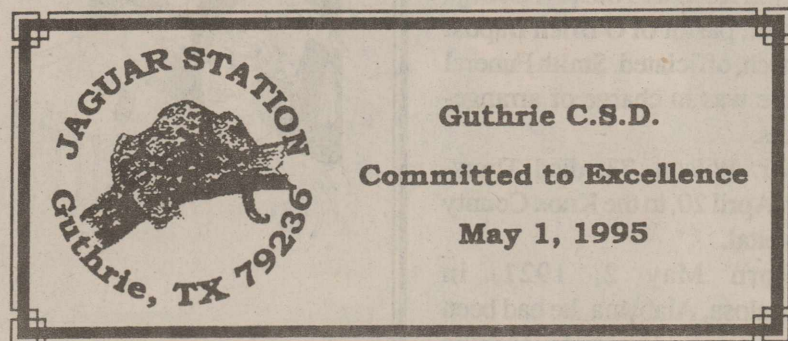 JAGUAR STATION
Guthrie, TX 79236
Guthrie C.S.D.
Committed to Excellence
May 1, 1995